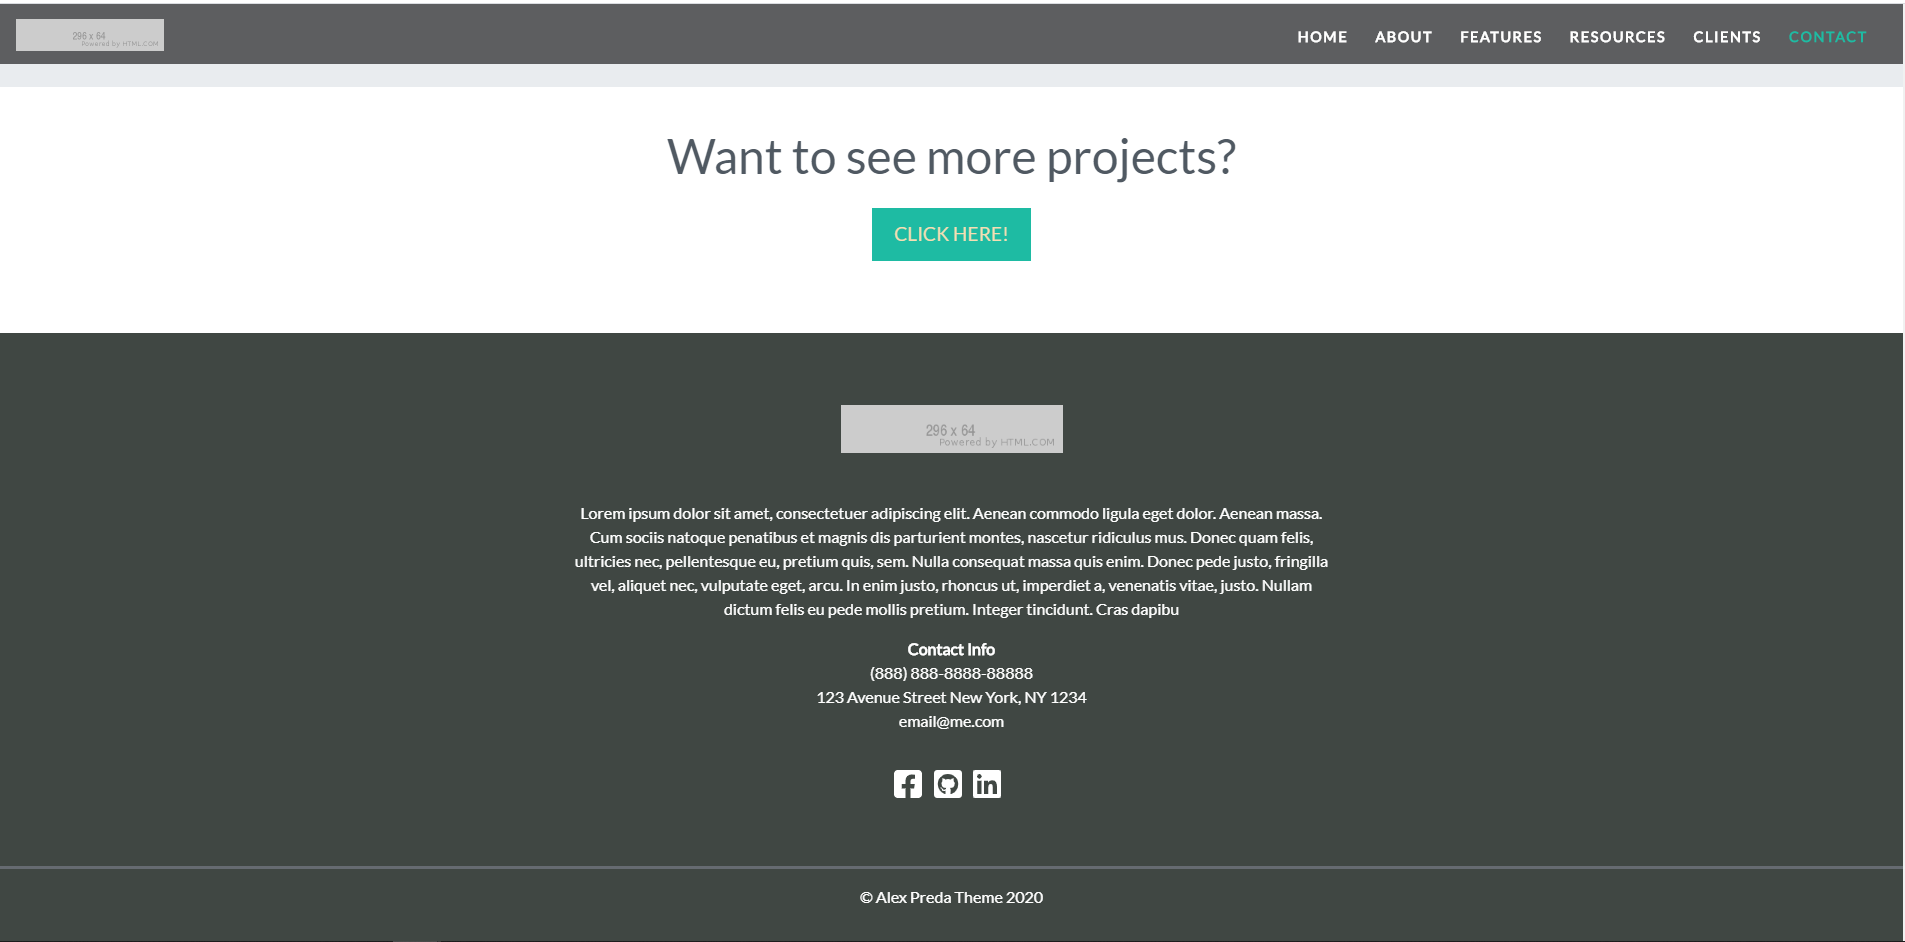 296 x 64
Powered by HTML.COM
HOME ABOUT FEATURES RESOURCES CLIENTS CONTACT
Want to see more projects?
CLICK HERE!
296 x 64
Powered by HTML.COM
Lorem ipsum dolor sit amet, consectetuer adipiscing elit. Aenean commodo ligula eget dolor. Aenean massa.
Cum sociis natoque penatibus et magnis dis parturient montes, nascetur ridiculus mus. Donec quam felis,
ultricies nec, pellentesque eu, pretium quis, sem. Nulla consequat massa quis enim. Donec pede justo, fringilla
vel, aliquet nec, vulputate eget, arcu. In enim justo, rhoncus ut, imperdiet a, venenatis vitae, justo. Nullam
dictum felis eu pede mollis pretium. Integer tincidunt. Cras dapibu
Contact Info
(888) 888-8888-88888
123 Avenue Street New York, NY 1234
email@me.com
© Alex Preda Theme 2020